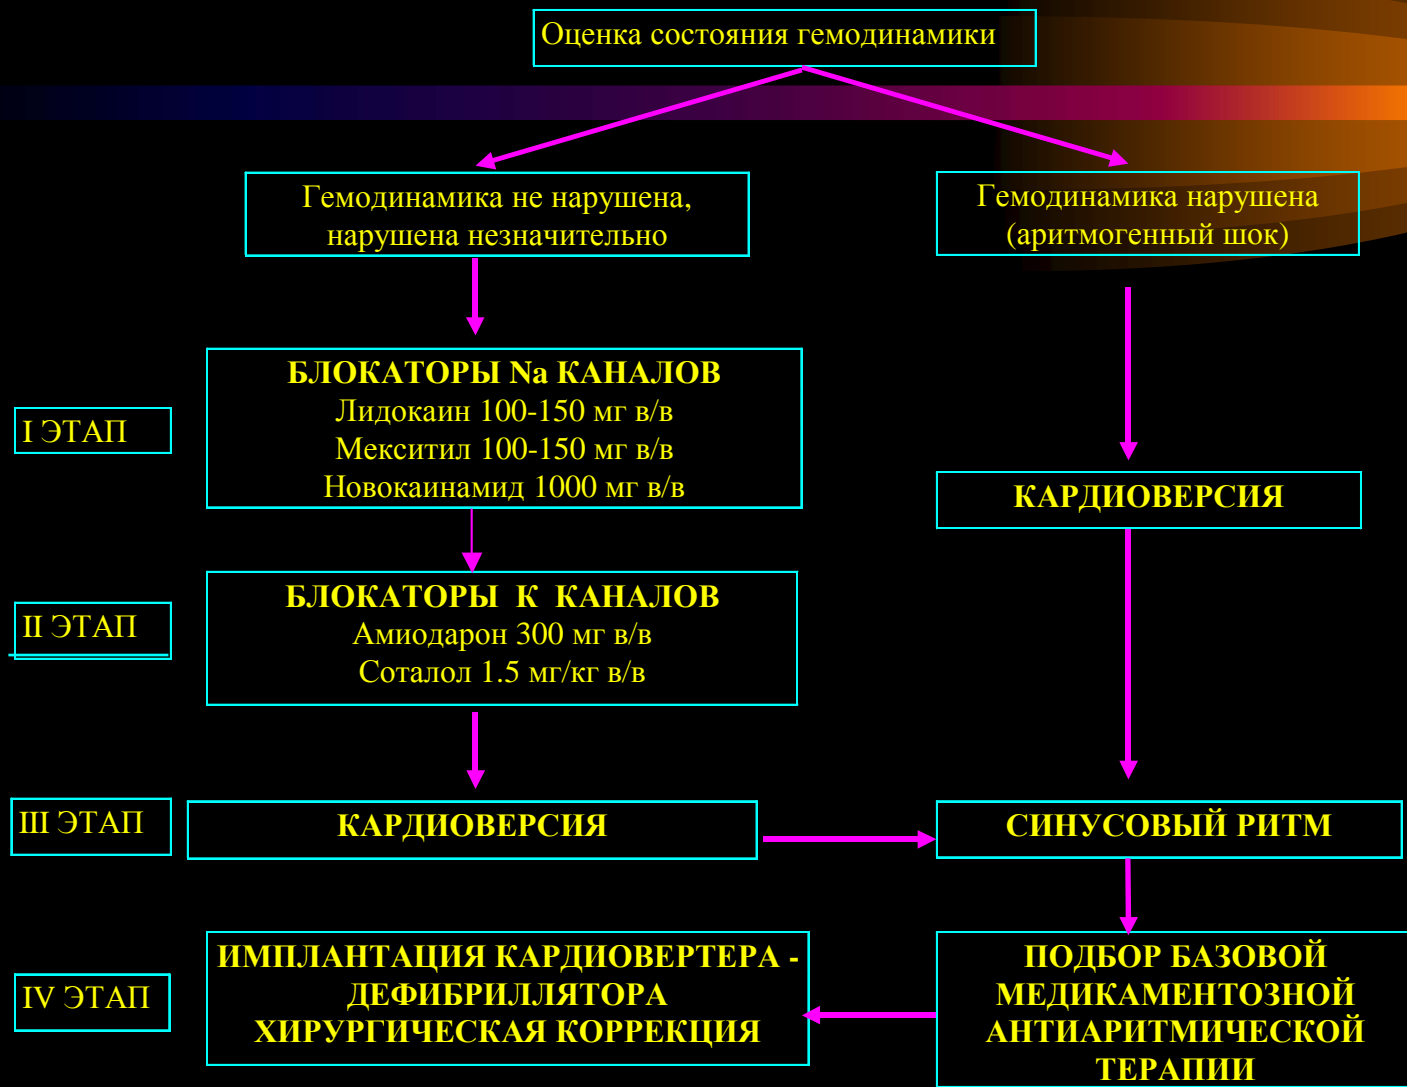 Оценка состояния гемодинамики
Гемодинамика не нарушена,
нарушена незначительно
Гемодинамика нарушена
(аритмогенный шок)
I ЭТАП
БЛОКАТОРЫ Na КАНАЛОВ
Лидокаин 100-150 мг в/в
Мекситил 100-150 мг в/в
Новокаинамид 1000 мг в/в
КАРДИОВЕРСИЯ
II ЭТАП
БЛОКАТОРЫ К КАНАЛОВ
Амиодарон 300 мг в/в
Соталол 1.5 мг/кг в/в
III ЭТАП
КАРДИОВЕРСИЯ
СИНУСОВЫЙ РИТМ
IV ЭТАП
ИМПЛАНТАЦИЯ КАРДИОВЕРТЕРА -
ДЕФИБРИЛЛЯТОРА
ХИРУРГИЧЕСКАЯ КОРРЕКЦИЯ
ПОДБОР БАЗОВОЙ
МЕДИКАМЕНТОЗНОЙ
АНТИАРИТМИЧЕСКОЙ
ТЕРАПИИ